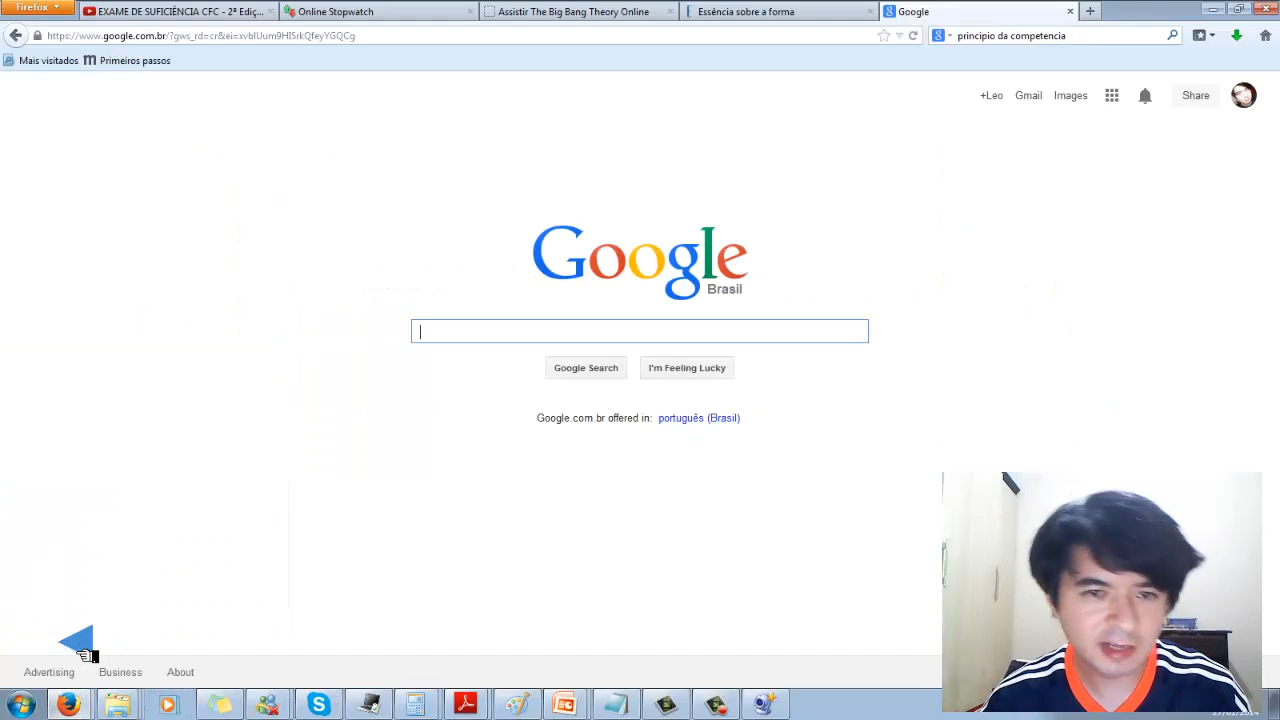 Firefox
EXAME DE SUFICIÊNCIA CFC - 2ª Ediç...
Online Stopwatch
Assistir The Big Bang Theory Online
Essência sobre a forma
Google
principio da competencia
Mais visitados
Primeiros passos
+Leo
Gmail
Images
Share
Google
Brasil
Google Search
I'm Feeling Lucky
Google.com.br offered in: português (Brasil)
Advertising
Business
About